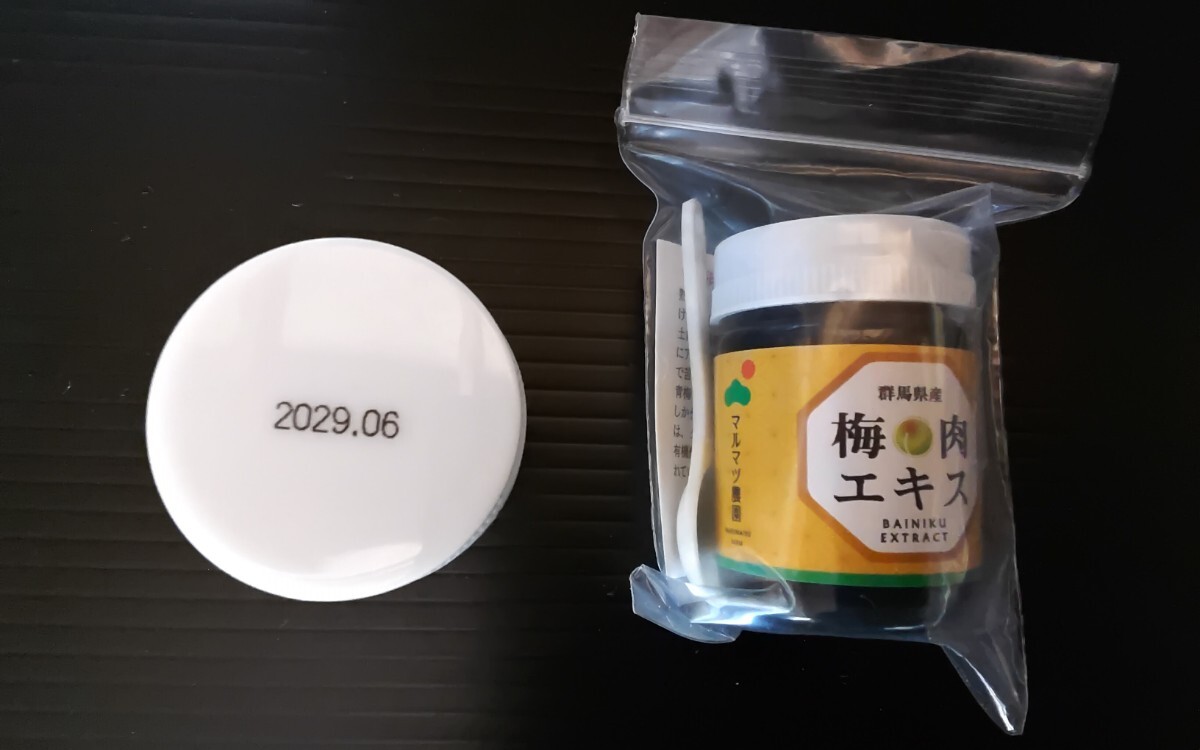 2029.06
群馬県産
梅肉
エキス
BAINIKU
EXTRACT
マルマツ農園